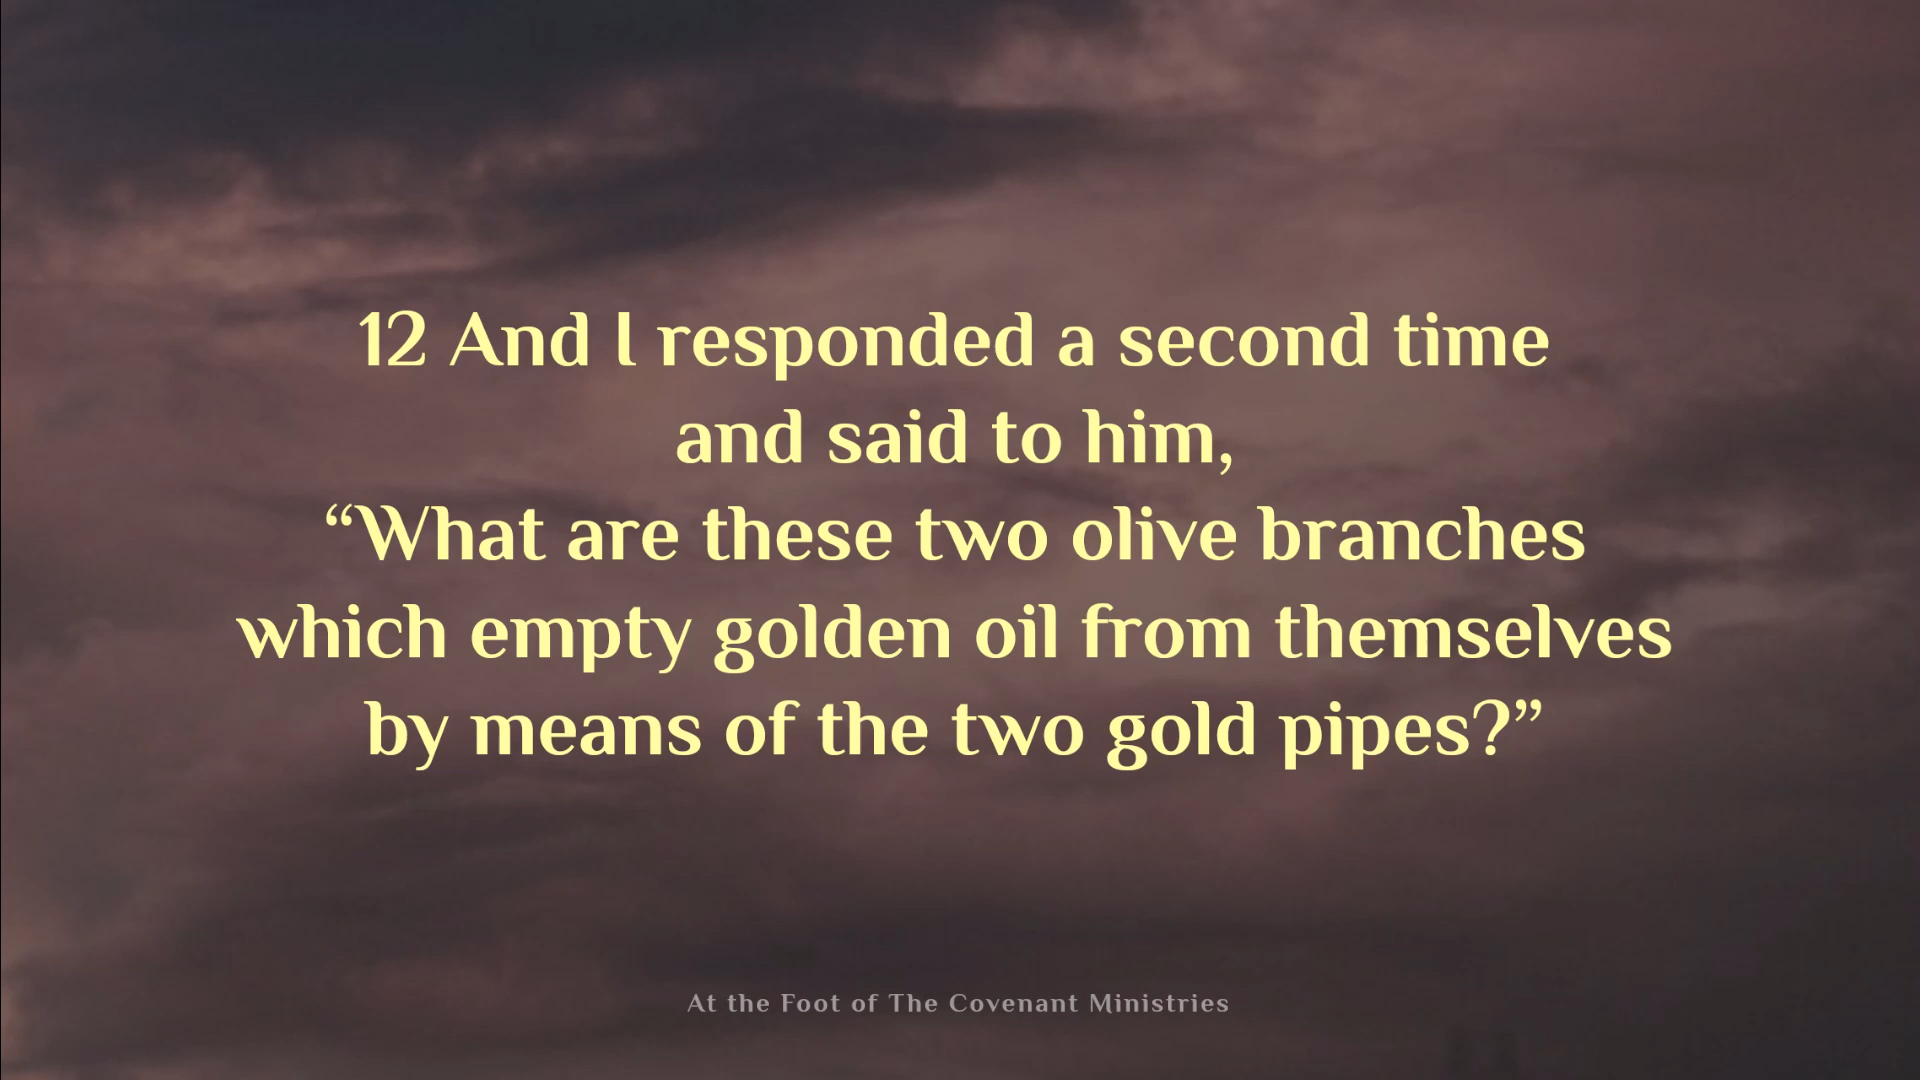 12 And I responded a second time
and said to him,
“What are these two olive branches
which empty golden oil from themselves
by means of the two gold pipes?”
At the Foot of The Covenant Ministries